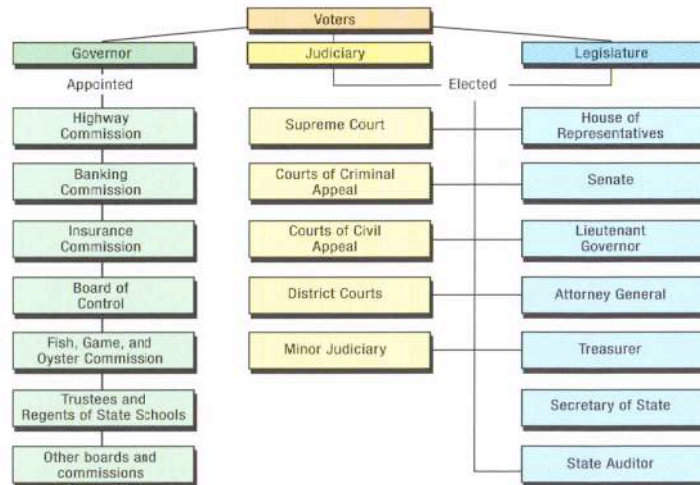 Voters
Governor
Judiciary
Legislature
Appointed
Elected
Highway
Commission
Banking
Commission
Insurance
Commission
Board of
Control
Fish, Game, and
Oyster Commission
Trustees and
Regents of State Schools
Other boards and
commissions
Supreme Court
Courts of Criminal
Appeal
Courts of Civil
Appeal
District Courts
Minor Judiciary
House of
Representatives
Senate
Lieutenant
Governor
Attorney General
Treasurer
Secretary of State
State Auditor